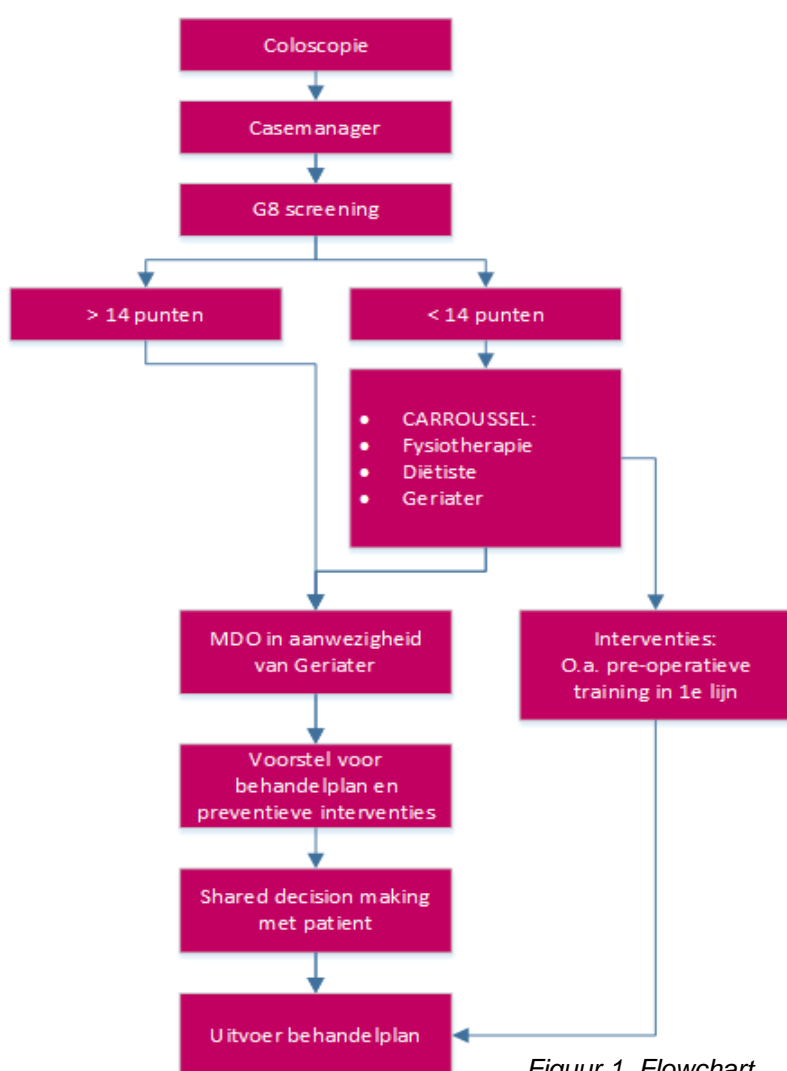 Coloscopie
Casemanager
G8 screening
> 14 punten
< 14 punten
• CARROUSSEL:
• Fysiotherapie
• Diëtiste
• Geriater
MDO in aanwezigheid
van Geriater
Interventies:
O.a. pre-operatieve
training in 1e lijn
Voorstel voor
behandelplan en
preventieve interventies
Shared decision making
met patient
Uitvoer behandelplan
Figuur 1. Flowchart